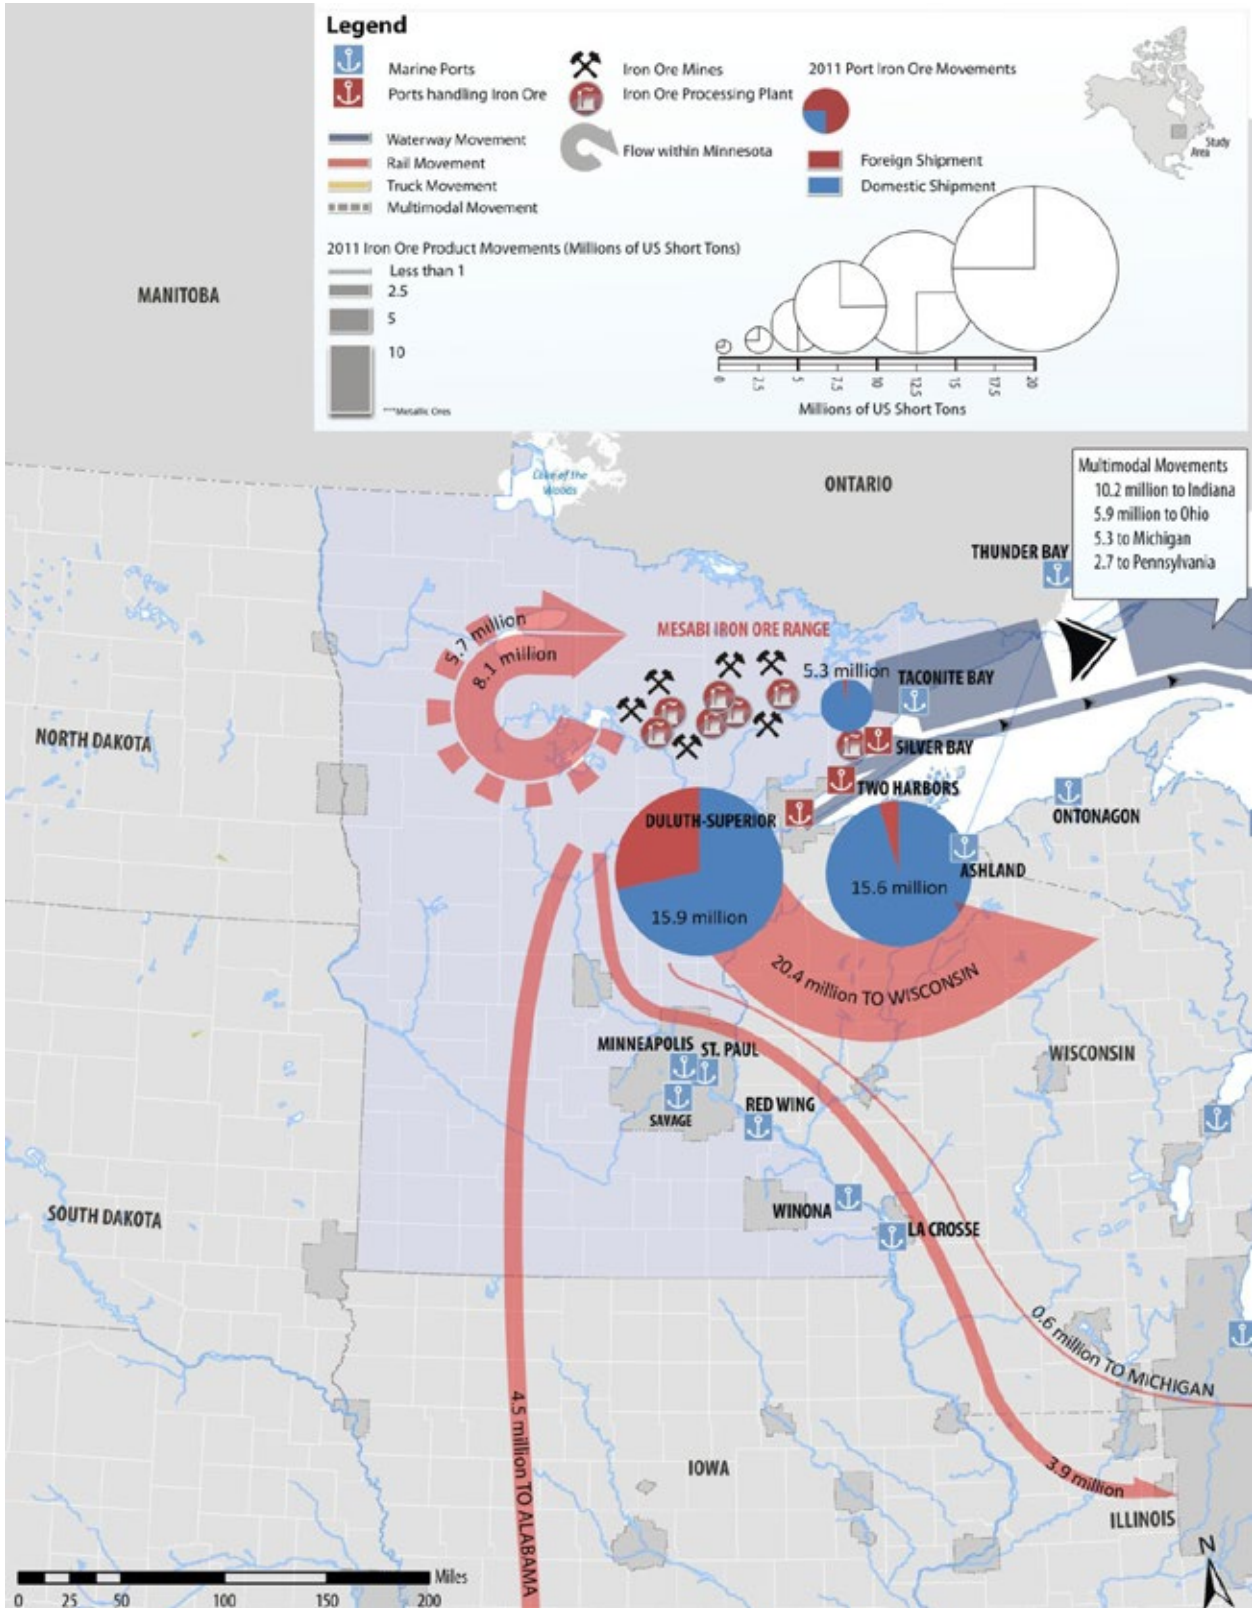 Legend
Marine Ports
Ports handling Iron Ore
Waterway Movement
Rail Movement
Truck Movement
Multimodal Movement
Iron Ore Mines
Iron Ore Processing Plant
Flow within Minnesota
2011 Port Iron Ore Movements
Foreign Shipment
Domestic Shipment
Study
Area
2011 Iron Ore Product Movements (Millions of US Short Tons)
Less than 1
2.5
5
10
***Metallic Ores
0 2.5 5 7.5 10 12.5 15 17.5 20
Millions of US Short Tons
MANITOBA
Lake of the
Woods
ONTARIO
Multimodal Movements
10.2 million to Indiana
5.9 million to Ohio
5.3 to Michigan
2.7 to Pennsylvania
THUNDER BAY
5.7 million
8.1 million
MESABI IRON ORE RANGE
5.3 million
TACONITE BAY
NORTH DAKOTA
SILVER BAY
TWO HARBORS
DULUTH-SUPERIOR
ONTONAGON
ASHLAND
15.6 million
15.9 million
20.4 million TO WISCONSIN
MINNEAPOLIS
ST. PAUL
WISCONSIN
SAVAGE
RED WING
WINONA
SOUTH DAKOTA
LA CROSSE
0.6 million TO MICHIGAN
4.5 million TO ALABAMA
IOWA
3.9 million
ILLINOIS
N
Miles
0 25 50 100 150 200